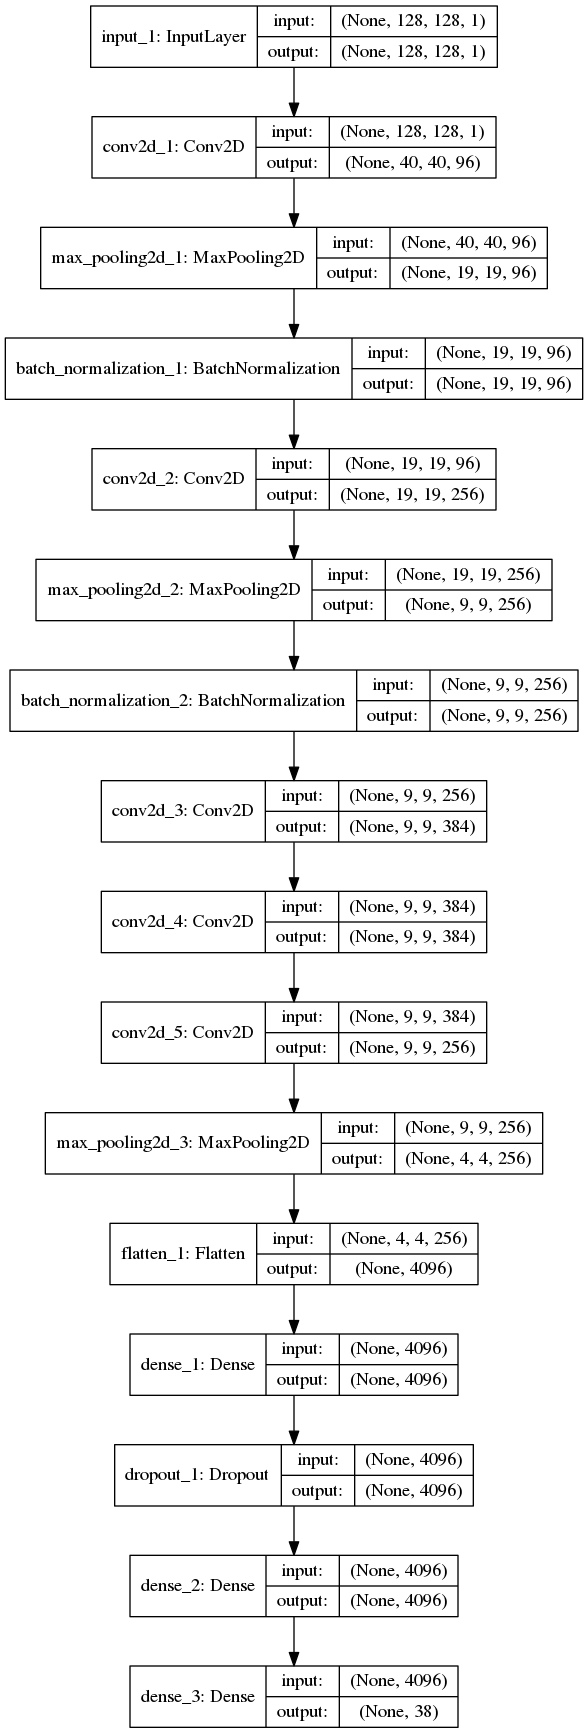 input_1: InputLayer
input: (None, 128, 128, 1)
output: (None, 128, 128, 1)
conv2d_1: Conv2D
input: (None, 128, 128, 1)
output: (None, 40, 40, 96)
max_pooling2d_1: MaxPooling2D
input: (None, 40, 40, 96)
output: (None, 19, 19, 96)
batch_normalization_1: BatchNormalization
input: (None, 19, 19, 96)
output: (None, 19, 19, 96)
conv2d_2: Conv2D
input: (None, 19, 19, 96)
output: (None, 19, 19, 256)
max_pooling2d_2: MaxPooling2D
input: (None, 19, 19, 256)
output: (None, 9, 9, 256)
batch_normalization_2: BatchNormalization
input: (None, 9, 9, 256)
output: (None, 9, 9, 256)
conv2d_3: Conv2D
input: (None, 9, 9, 256)
output: (None, 9, 9, 384)
conv2d_4: Conv2D
input: (None, 9, 9, 384)
output: (None, 9, 9, 384)
conv2d_5: Conv2D
input: (None, 9, 9, 384)
output: (None, 9, 9, 256)
max_pooling2d_3: MaxPooling2D
input: (None, 9, 9, 256)
output: (None, 4, 4, 256)
flatten_1: Flatten
input: (None, 4, 4, 256)
output: (None, 4096)
dense_1: Dense
input: (None, 4096)
output: (None, 4096)
dropout_1: Dropout
input: (None, 4096)
output: (None, 4096)
dense_2: Dense
input: (None, 4096)
output: (None, 4096)
dense_3: Dense
input: (None, 4096)
output: (None, 38)